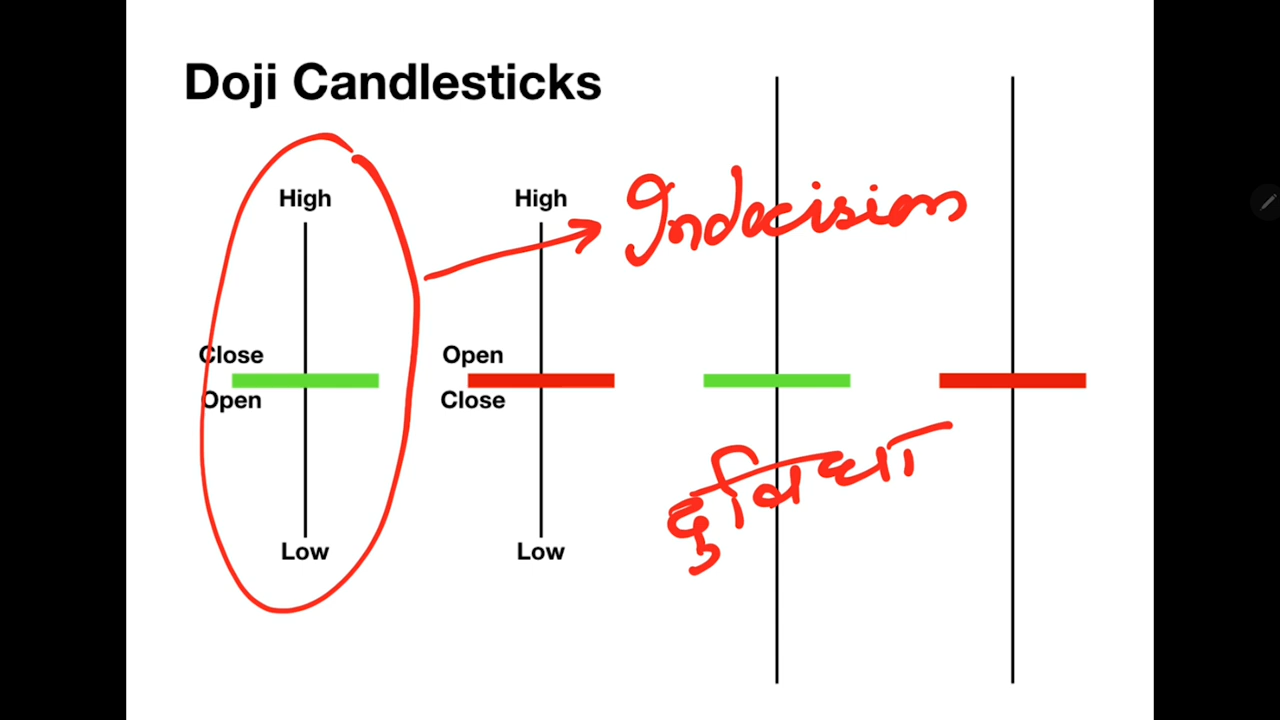 Doji Candlesticks
High High Indecision
Close Open
Open Close
दुविधा
Low Low